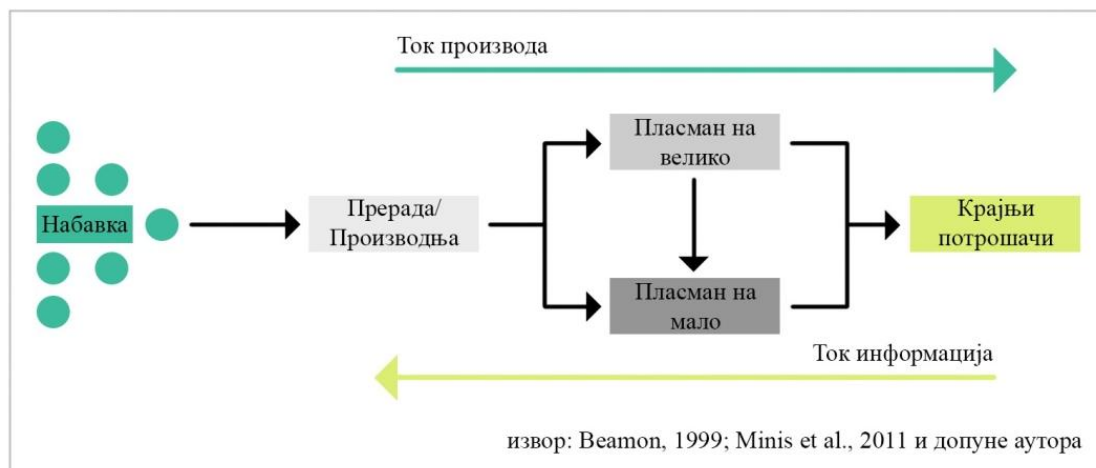 Ток производа
Пласман на
велико
Набавка
Прерада/
Производња
Крајњи
потрошачи
Пласман на
мало
Ток информација
извор: Beamon, 1999; Minis et al., 2011 и допуне аутора